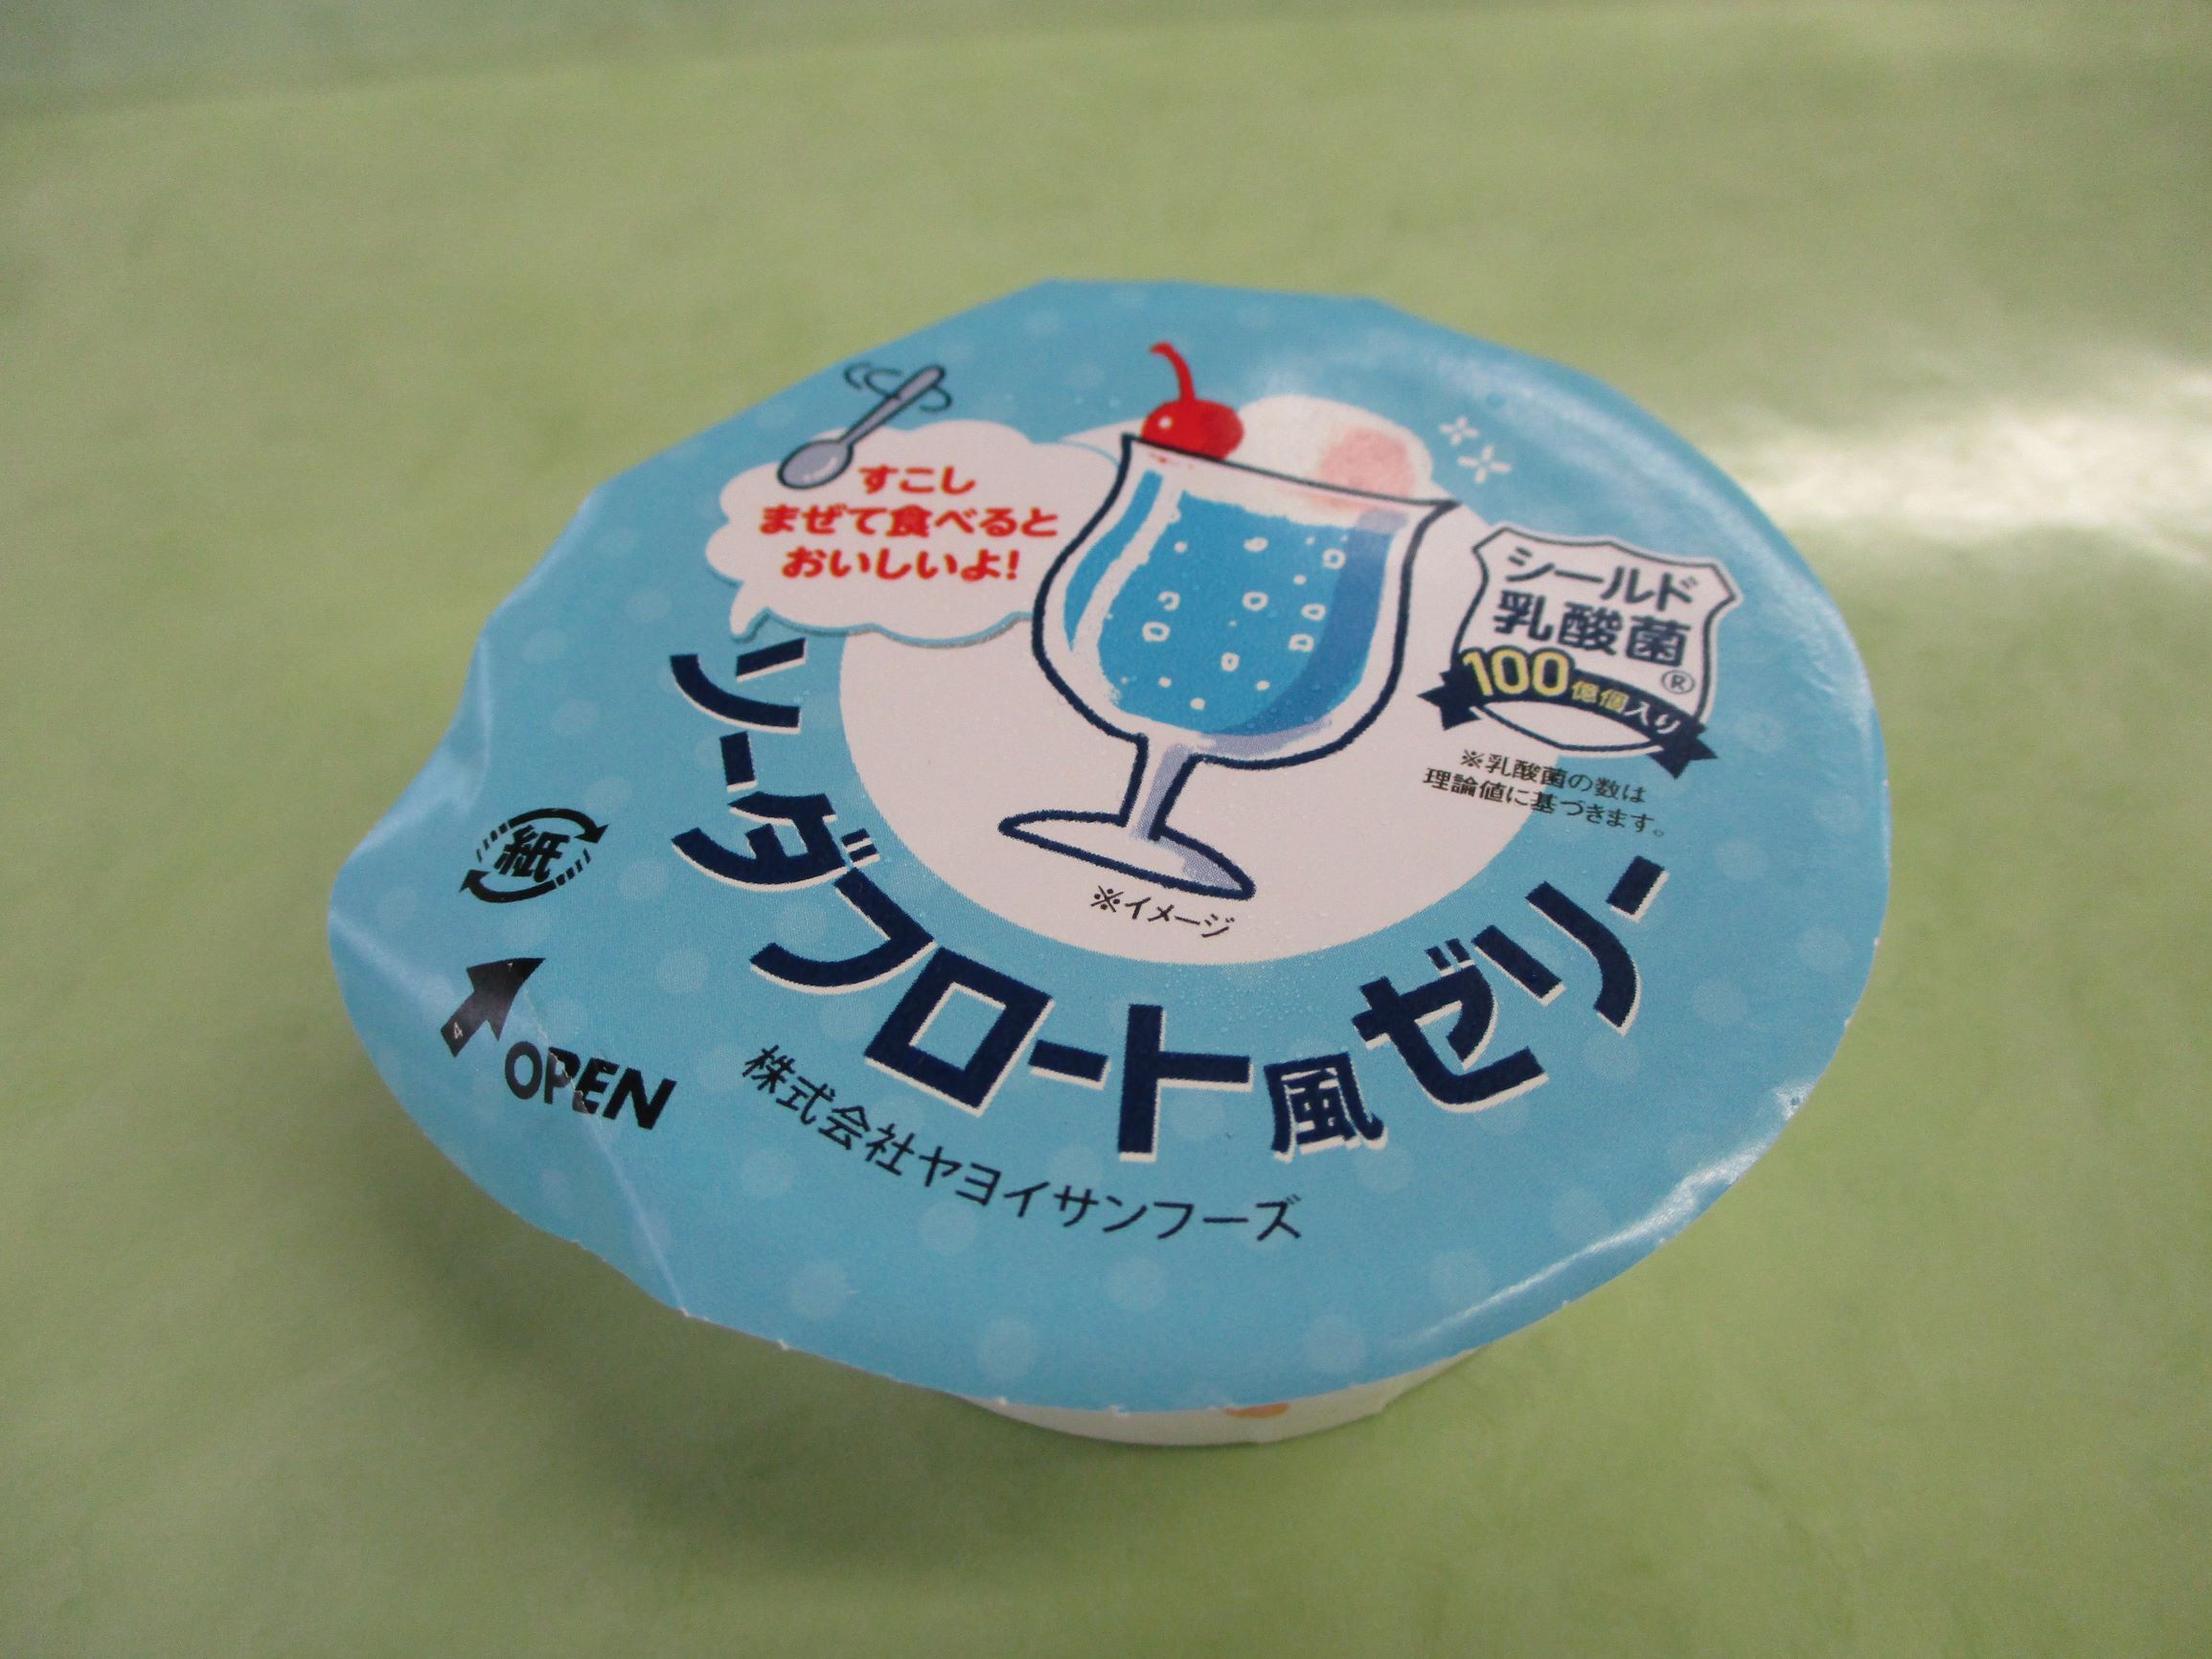 すこし
まぜて食べると
おいしいよ!
シールド
乳酸菌®
100億個入り
※乳酸菌の数は
理論値に基づきます。
※イメージ
ソーダフロート風ゼリー
株式会社ヤヨイサンフーズ
紙
4
OPEN